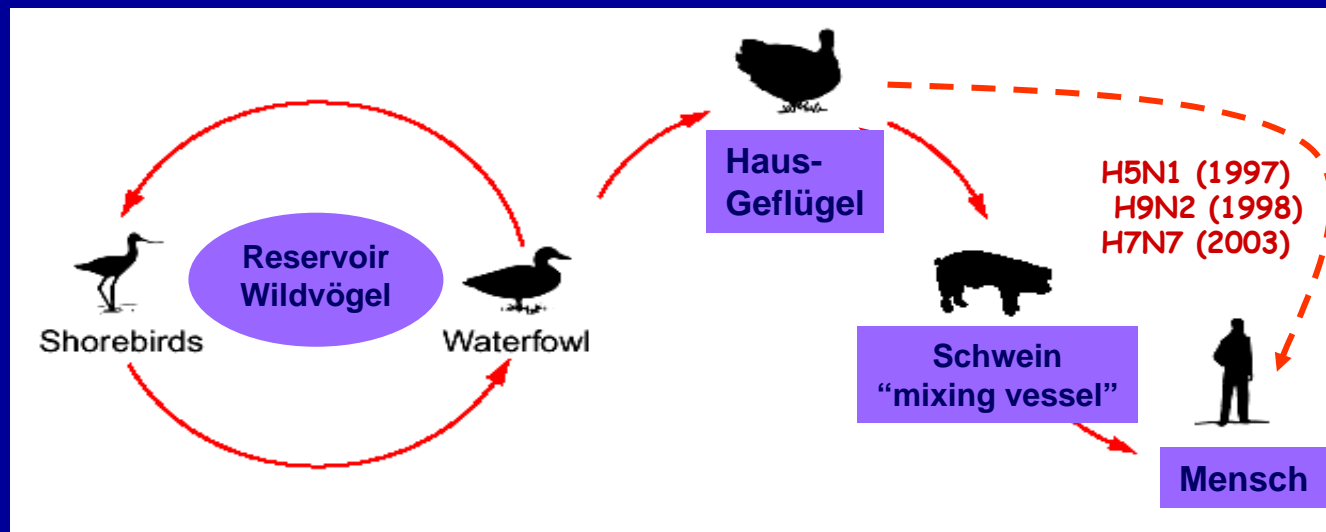 Haus-
Geflügel
H5N1 (1997)
H9N2 (1998)
H7N7 (2003)
Reservoir
Wildvögel
Shorebirds
Waterfowl
Schwein
“mixing vessel”
Mensch